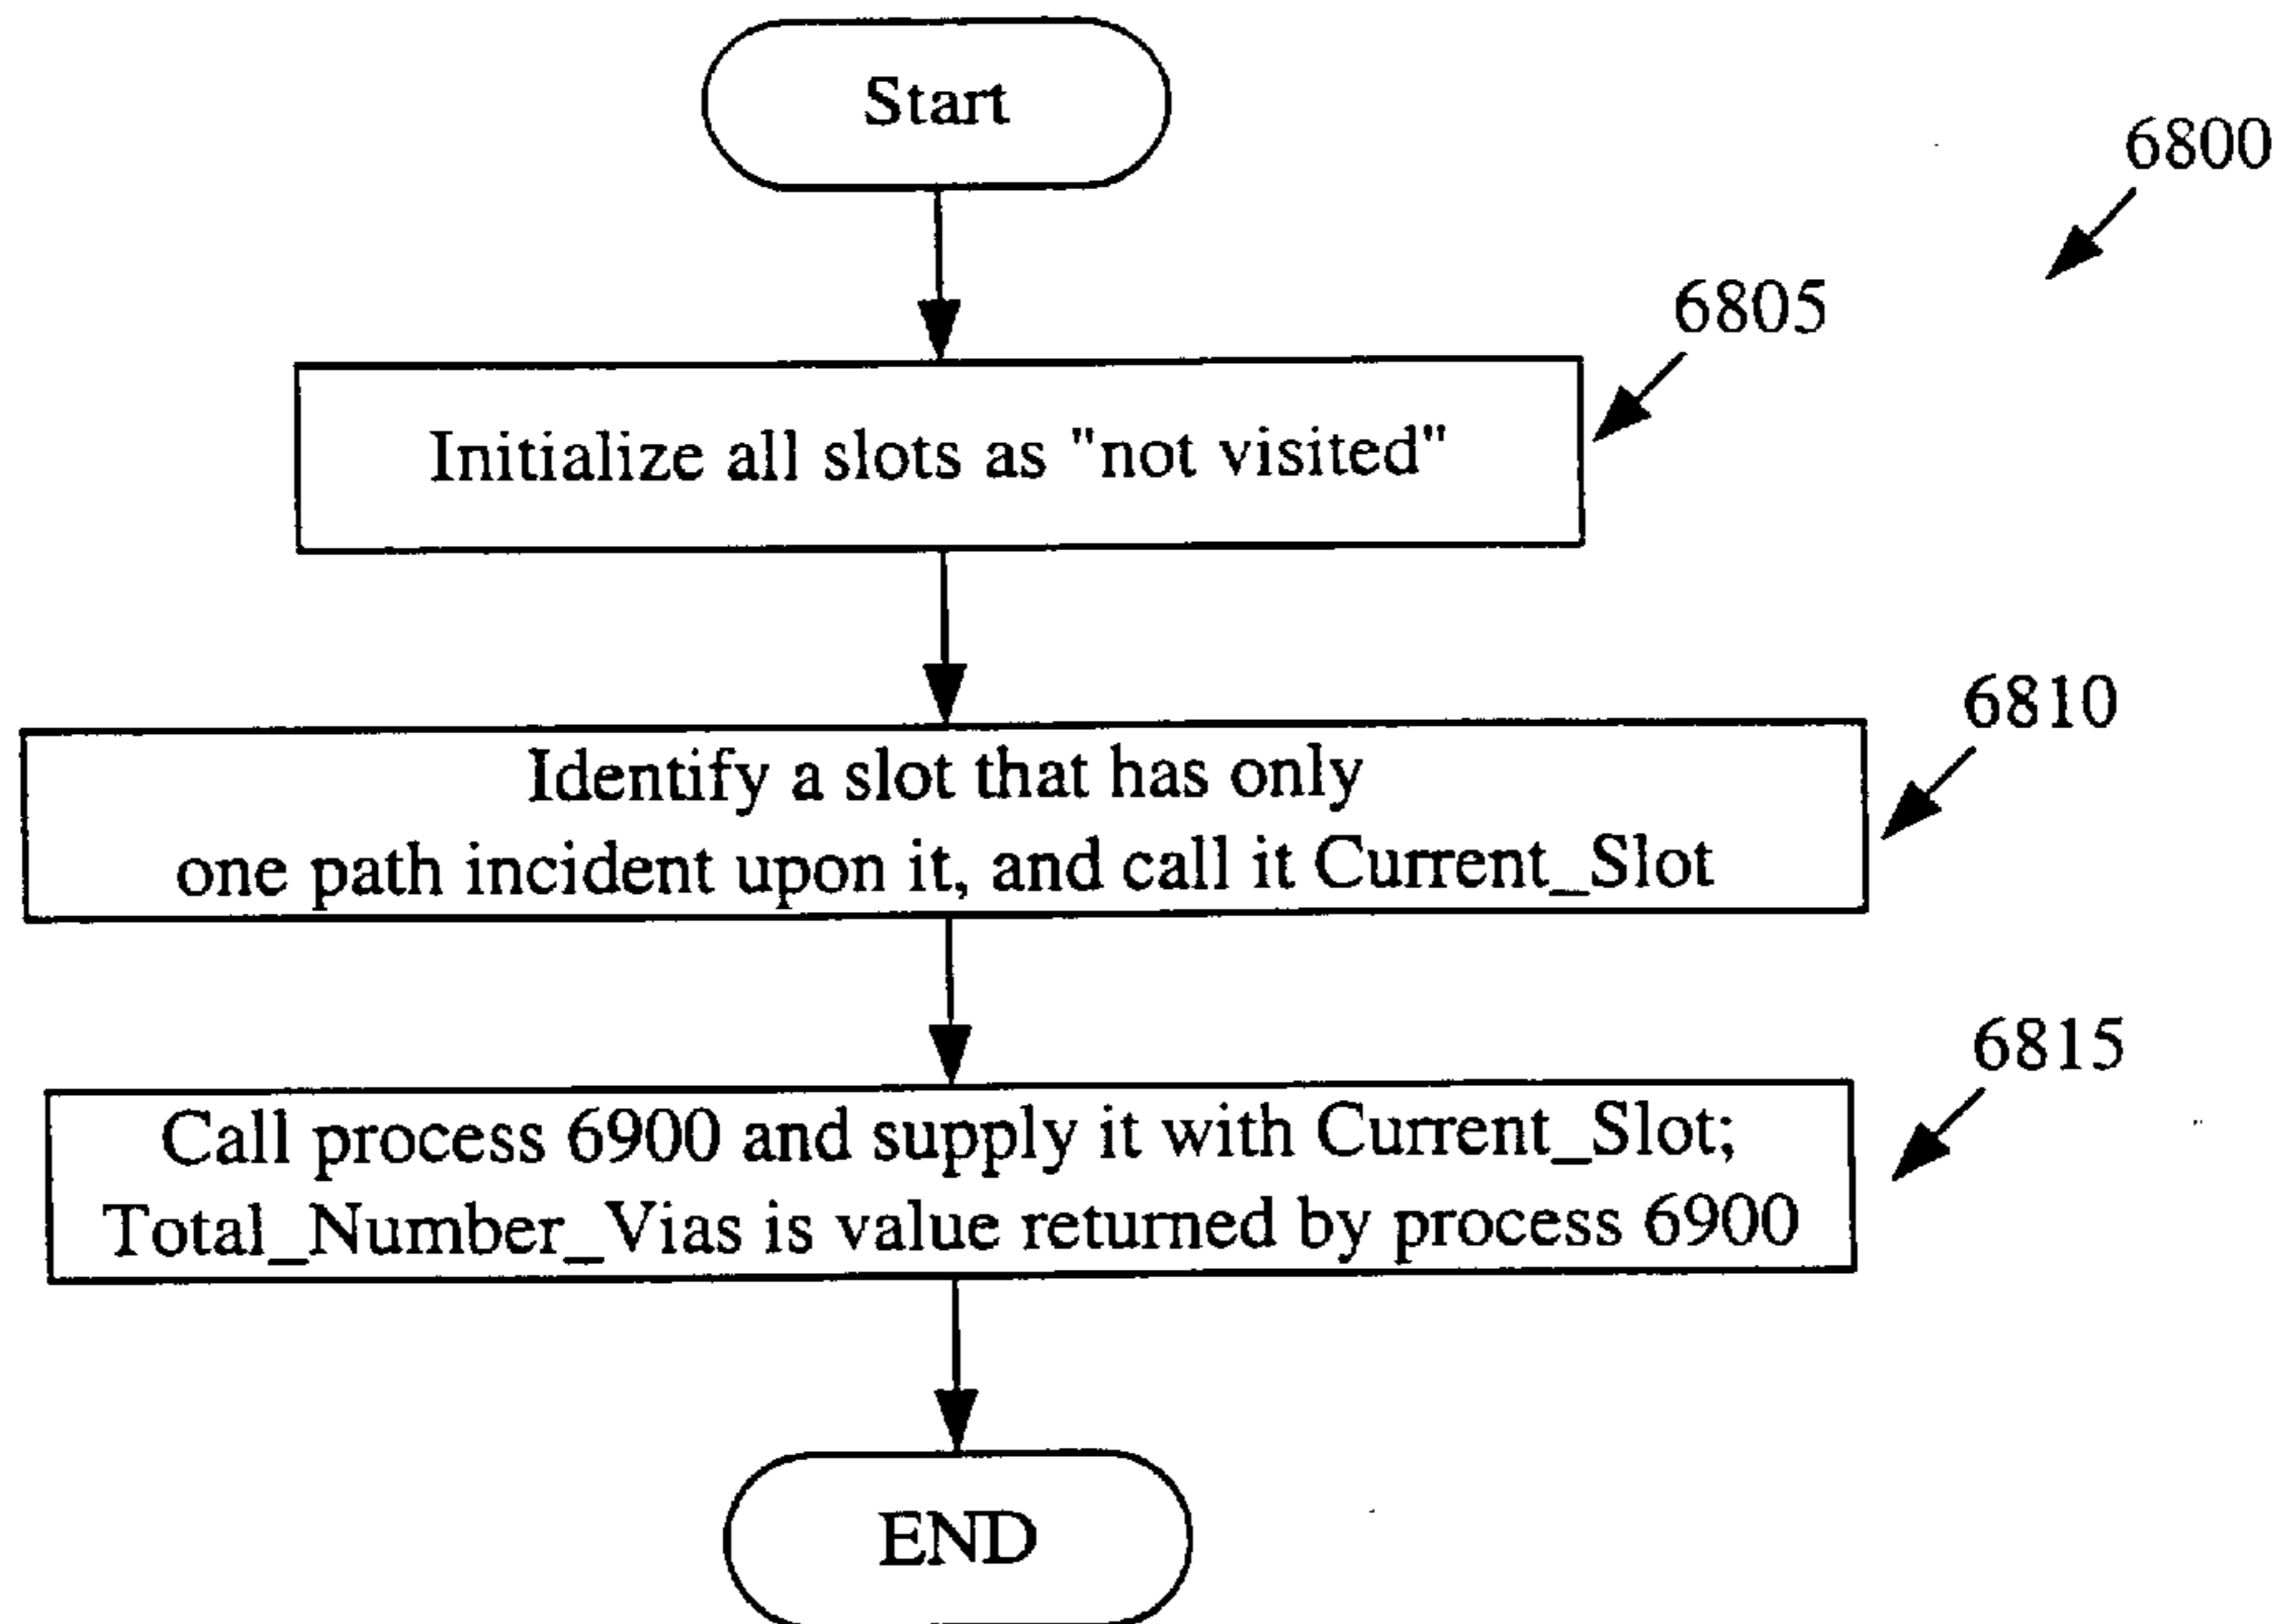 Start
6800
6805
Initialize all slots as "not visited"
6810
Identify a slot that has only
one path incident upon it, and call it Current_Slot
6815
Call process 6900 and supply it with Current_Slot;
Total_Number_Vias is value returned by process 6900
END